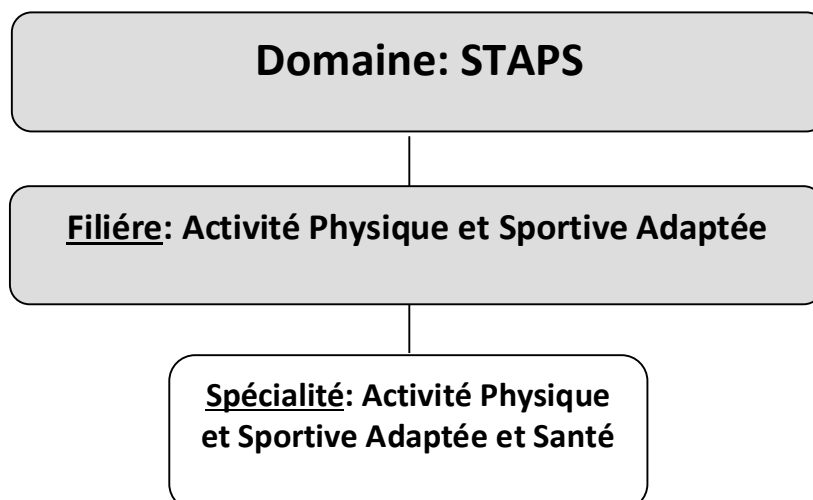 Domaine: STAPS
Filiére: Activité Physique et Sportive Adaptée
Spécialité: Activité Physique
et Sportive Adaptée et Santé